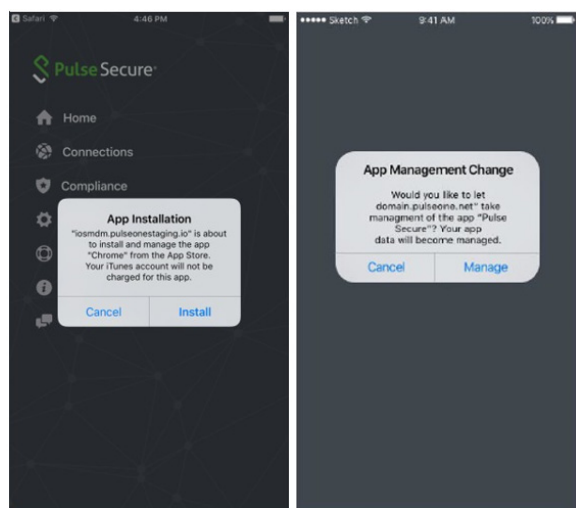 Safari 4:46 PM
Pulse Secure
Home
Connections
Compliance
App Installation
"iosmdm.pulseonestaging.io" is about
to install and manage the app
"Chrome" from the App Store.
Your iTunes account will not be
charged for this app.
Cancel Install
Sketch 9:41 AM 100%
App Management Change
Would you like to let
domain.pulseone.net" take
managment of the app "Pulse
Secure"? Your app
data will become managed.
Cancel Manage